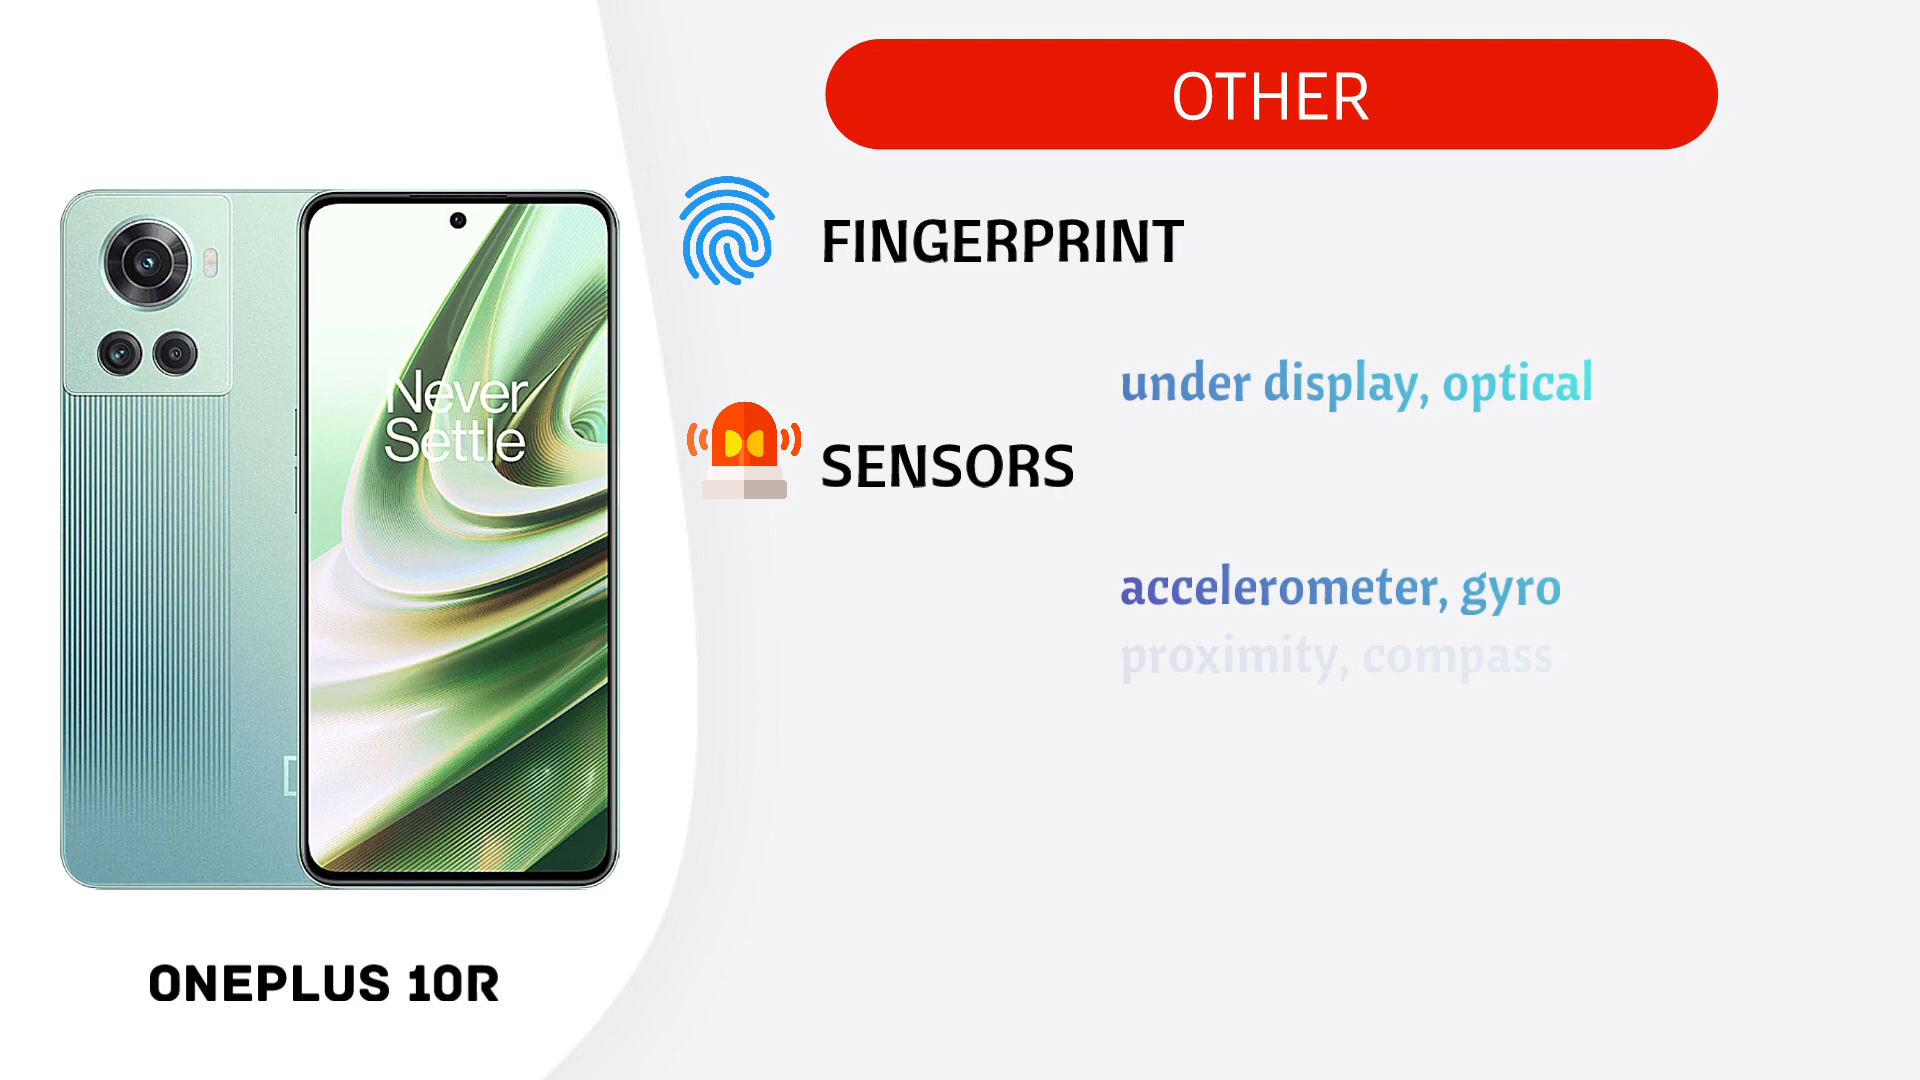 OTHER
FINGERPRINT
under display, optical
Never
Settle
SENSORS
accelerometer, gyro
proximity, compass
ONEPLUS 10R